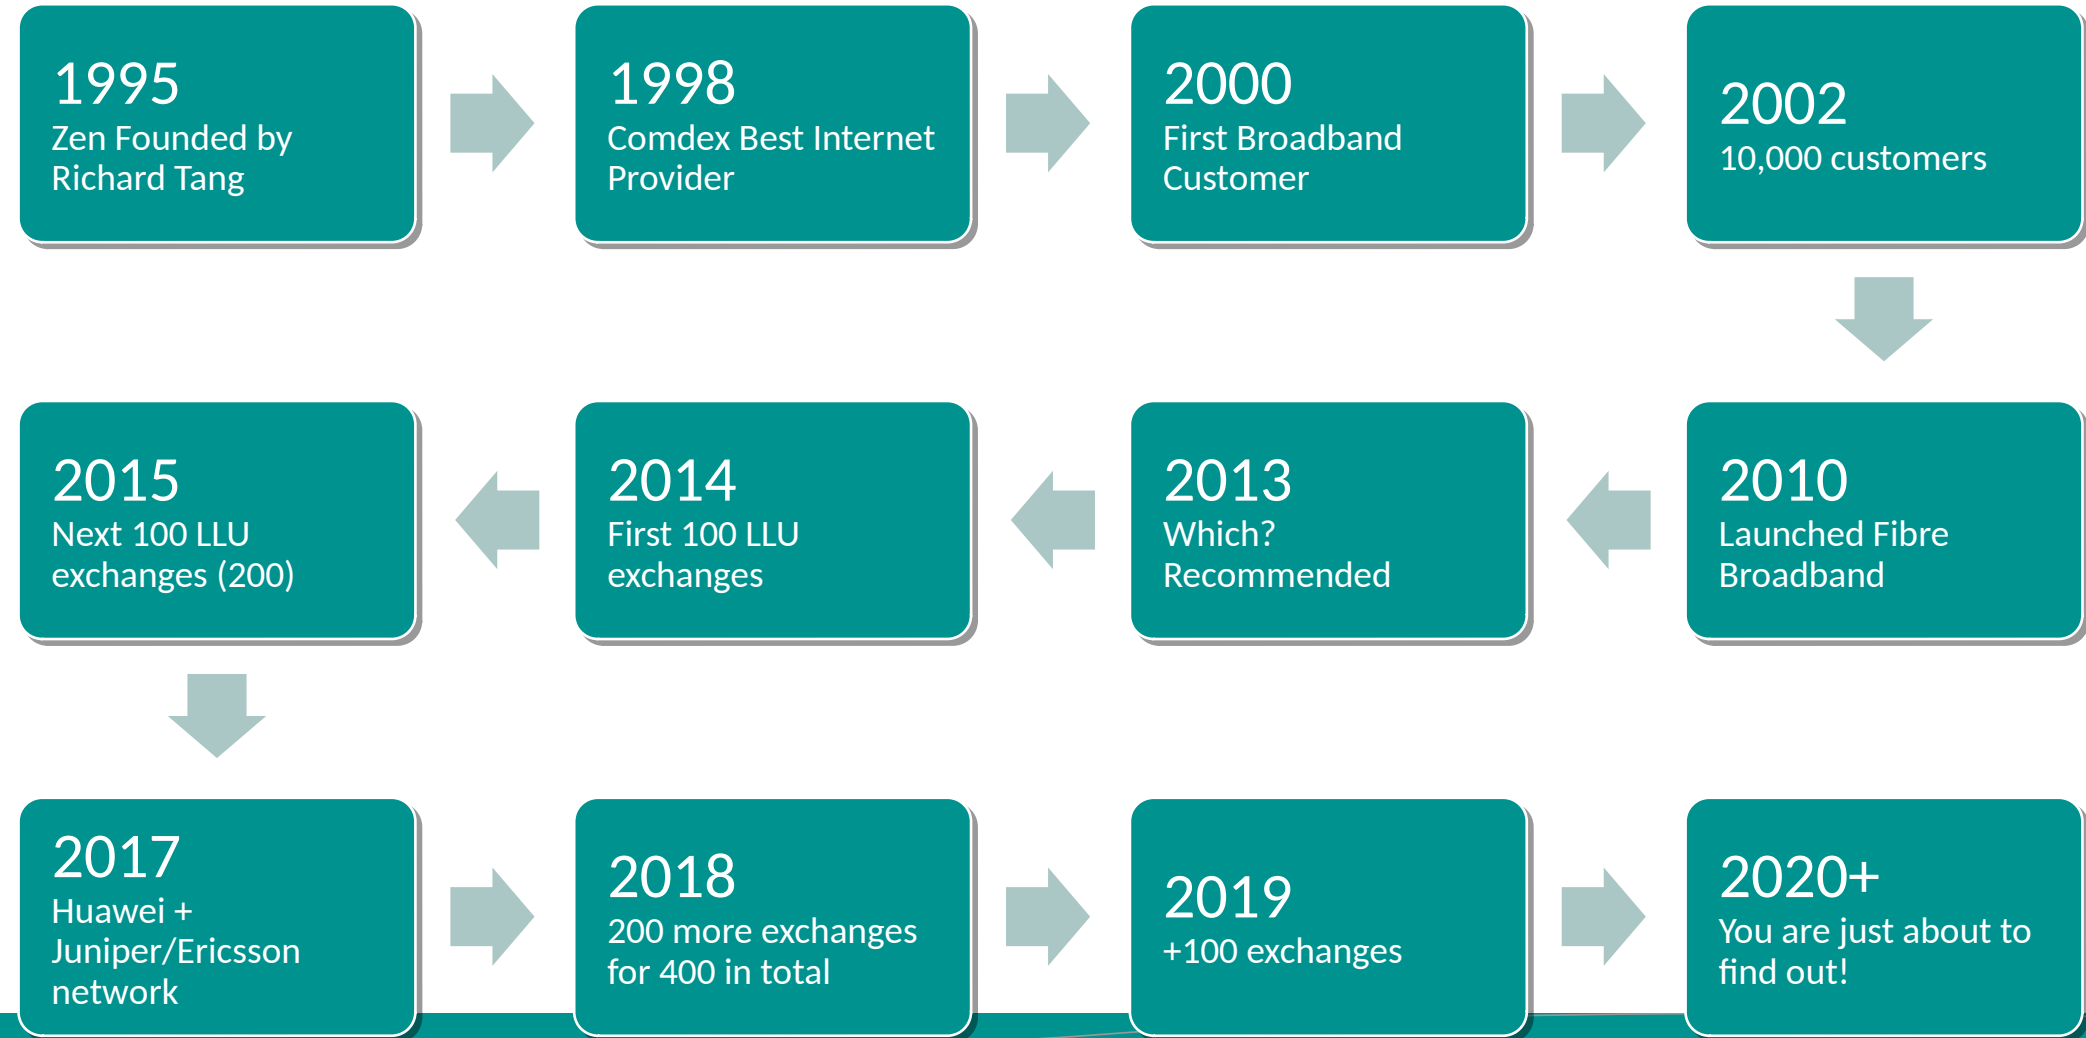 1995
Zen Founded by
Richard Tang
1998
Comdex Best Internet
Provider
2000
First Broadband
Customer
2002
10,000 customers
2010
Launched Fibre
Broadband
2013
Which?
Recommended
2014
First 100 LLU
exchanges
2015
Next 100 LLU
exchanges (200)
2017
Huawei +
Juniper/Ericsson
network
2018
200 more exchanges
for 400 in total
2019
+100 exchanges
2020+
You are just about to
find out!